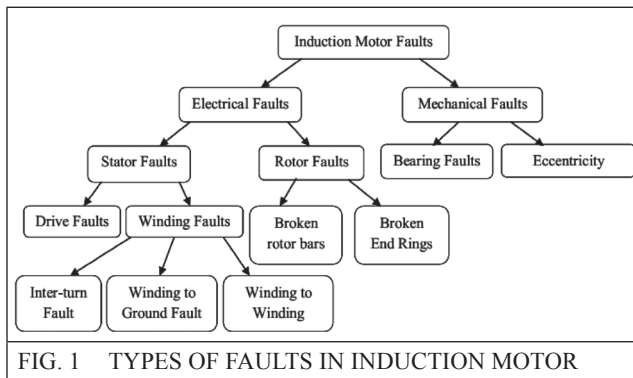 Induction Motor Faults
Electrical Faults
Mechanical Faults
Stator Faults
Rotor Faults
Bearing Faults
Eccentricity
Drive Faults
Winding Faults
Broken
rotor bars
Broken
End Rings
Inter-turn
Fault
Winding to
Ground Fault
Winding to
Winding
FIG. 1 TYPES OF FAULTS IN INDUCTION MOTOR